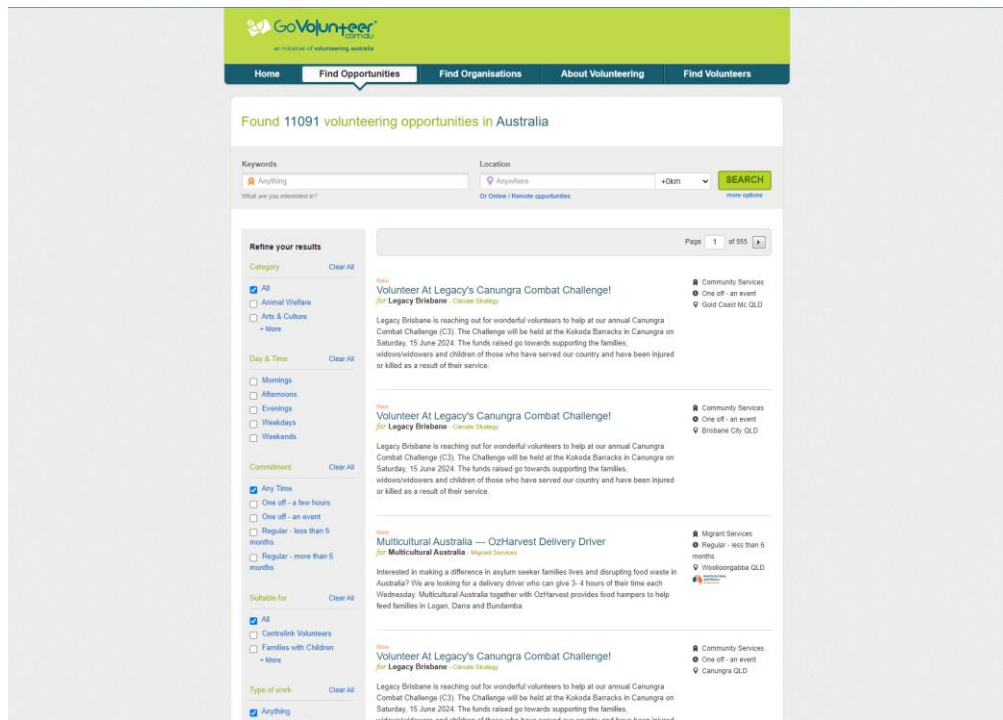 GoVolunteer
.com.au
an initiative of volunteering australia
Home Find Opportunities Find Organisations About Volunteering Find Volunteers
Found 11091 volunteering opportunities in Australia
Keywords
Anything
What are you interested in?
Location
Anywhere
+0km
SEARCH
Or Online / Remote opportunities
more options
Refine your results
Category Clear All
All
Animal Welfare
Arts & Culture
+ More
Day & Time Clear All
Mornings
Afternoons
Evenings
Weekdays
Weekends
Commitment Clear All
Any Time
One off - a few hours
One off - an event
Regular - less than 6
months
Regular - more than 6
months
Suitable for Clear All
All
Centrelink Volunteers
Families with Children
+ More
Type of work Clear All
Anything
Page 1 of 555
New
Volunteer At Legacy's Canungra Combat Challenge!
for Legacy Brisbane - Climate Strategy
Legacy Brisbane is reaching out for wonderful volunteers to help at our annual Canungra
Combat Challenge (C3). The Challenge will be held at the Kokoda Barracks in Canungra on
Saturday, 15 June 2024. The funds raised go towards supporting the families,
widows/widowers and children of those who have served our country and have been injured
or killed as a result of their service.
Community Services
One off - an event
Gold Coast Mc QLD
New
Volunteer At Legacy's Canungra Combat Challenge!
for Legacy Brisbane - Climate Strategy
Legacy Brisbane is reaching out for wonderful volunteers to help at our annual Canungra
Combat Challenge (C3). The Challenge will be held at the Kokoda Barracks in Canungra on
Saturday, 15 June 2024. The funds raised go towards supporting the families,
widows/widowers and children of those who have served our country and have been injured
or killed as a result of their service.
Community Services
One off - an event
Brisbane City QLD
New
Multicultural Australia — OzHarvest Delivery Driver
for Multicultural Australia - Migrant Services
Interested in making a difference in asylum seeker families lives and disrupting food waste in
Australia? We are looking for a delivery driver who can give 3- 4 hours of their time each
Wednesday. Multicultural Australia together with OzHarvest provides food hampers to help
feed families in Logan, Darra and Bundamba.
Migrant Services
Regular - less than 6
months
Woolloongabba QLD
New
Volunteer At Legacy's Canungra Combat Challenge!
for Legacy Brisbane - Climate Strategy
Legacy Brisbane is reaching out for wonderful volunteers to help at our annual Canungra
Combat Challenge (C3). The Challenge will be held at the Kokoda Barracks in Canungra on
Saturday, 15 June 2024. The funds raised go towards supporting the families,
widows/widowers and children of those who have served our country and have been injured
Community Services
One off - an event
Canungra QLD